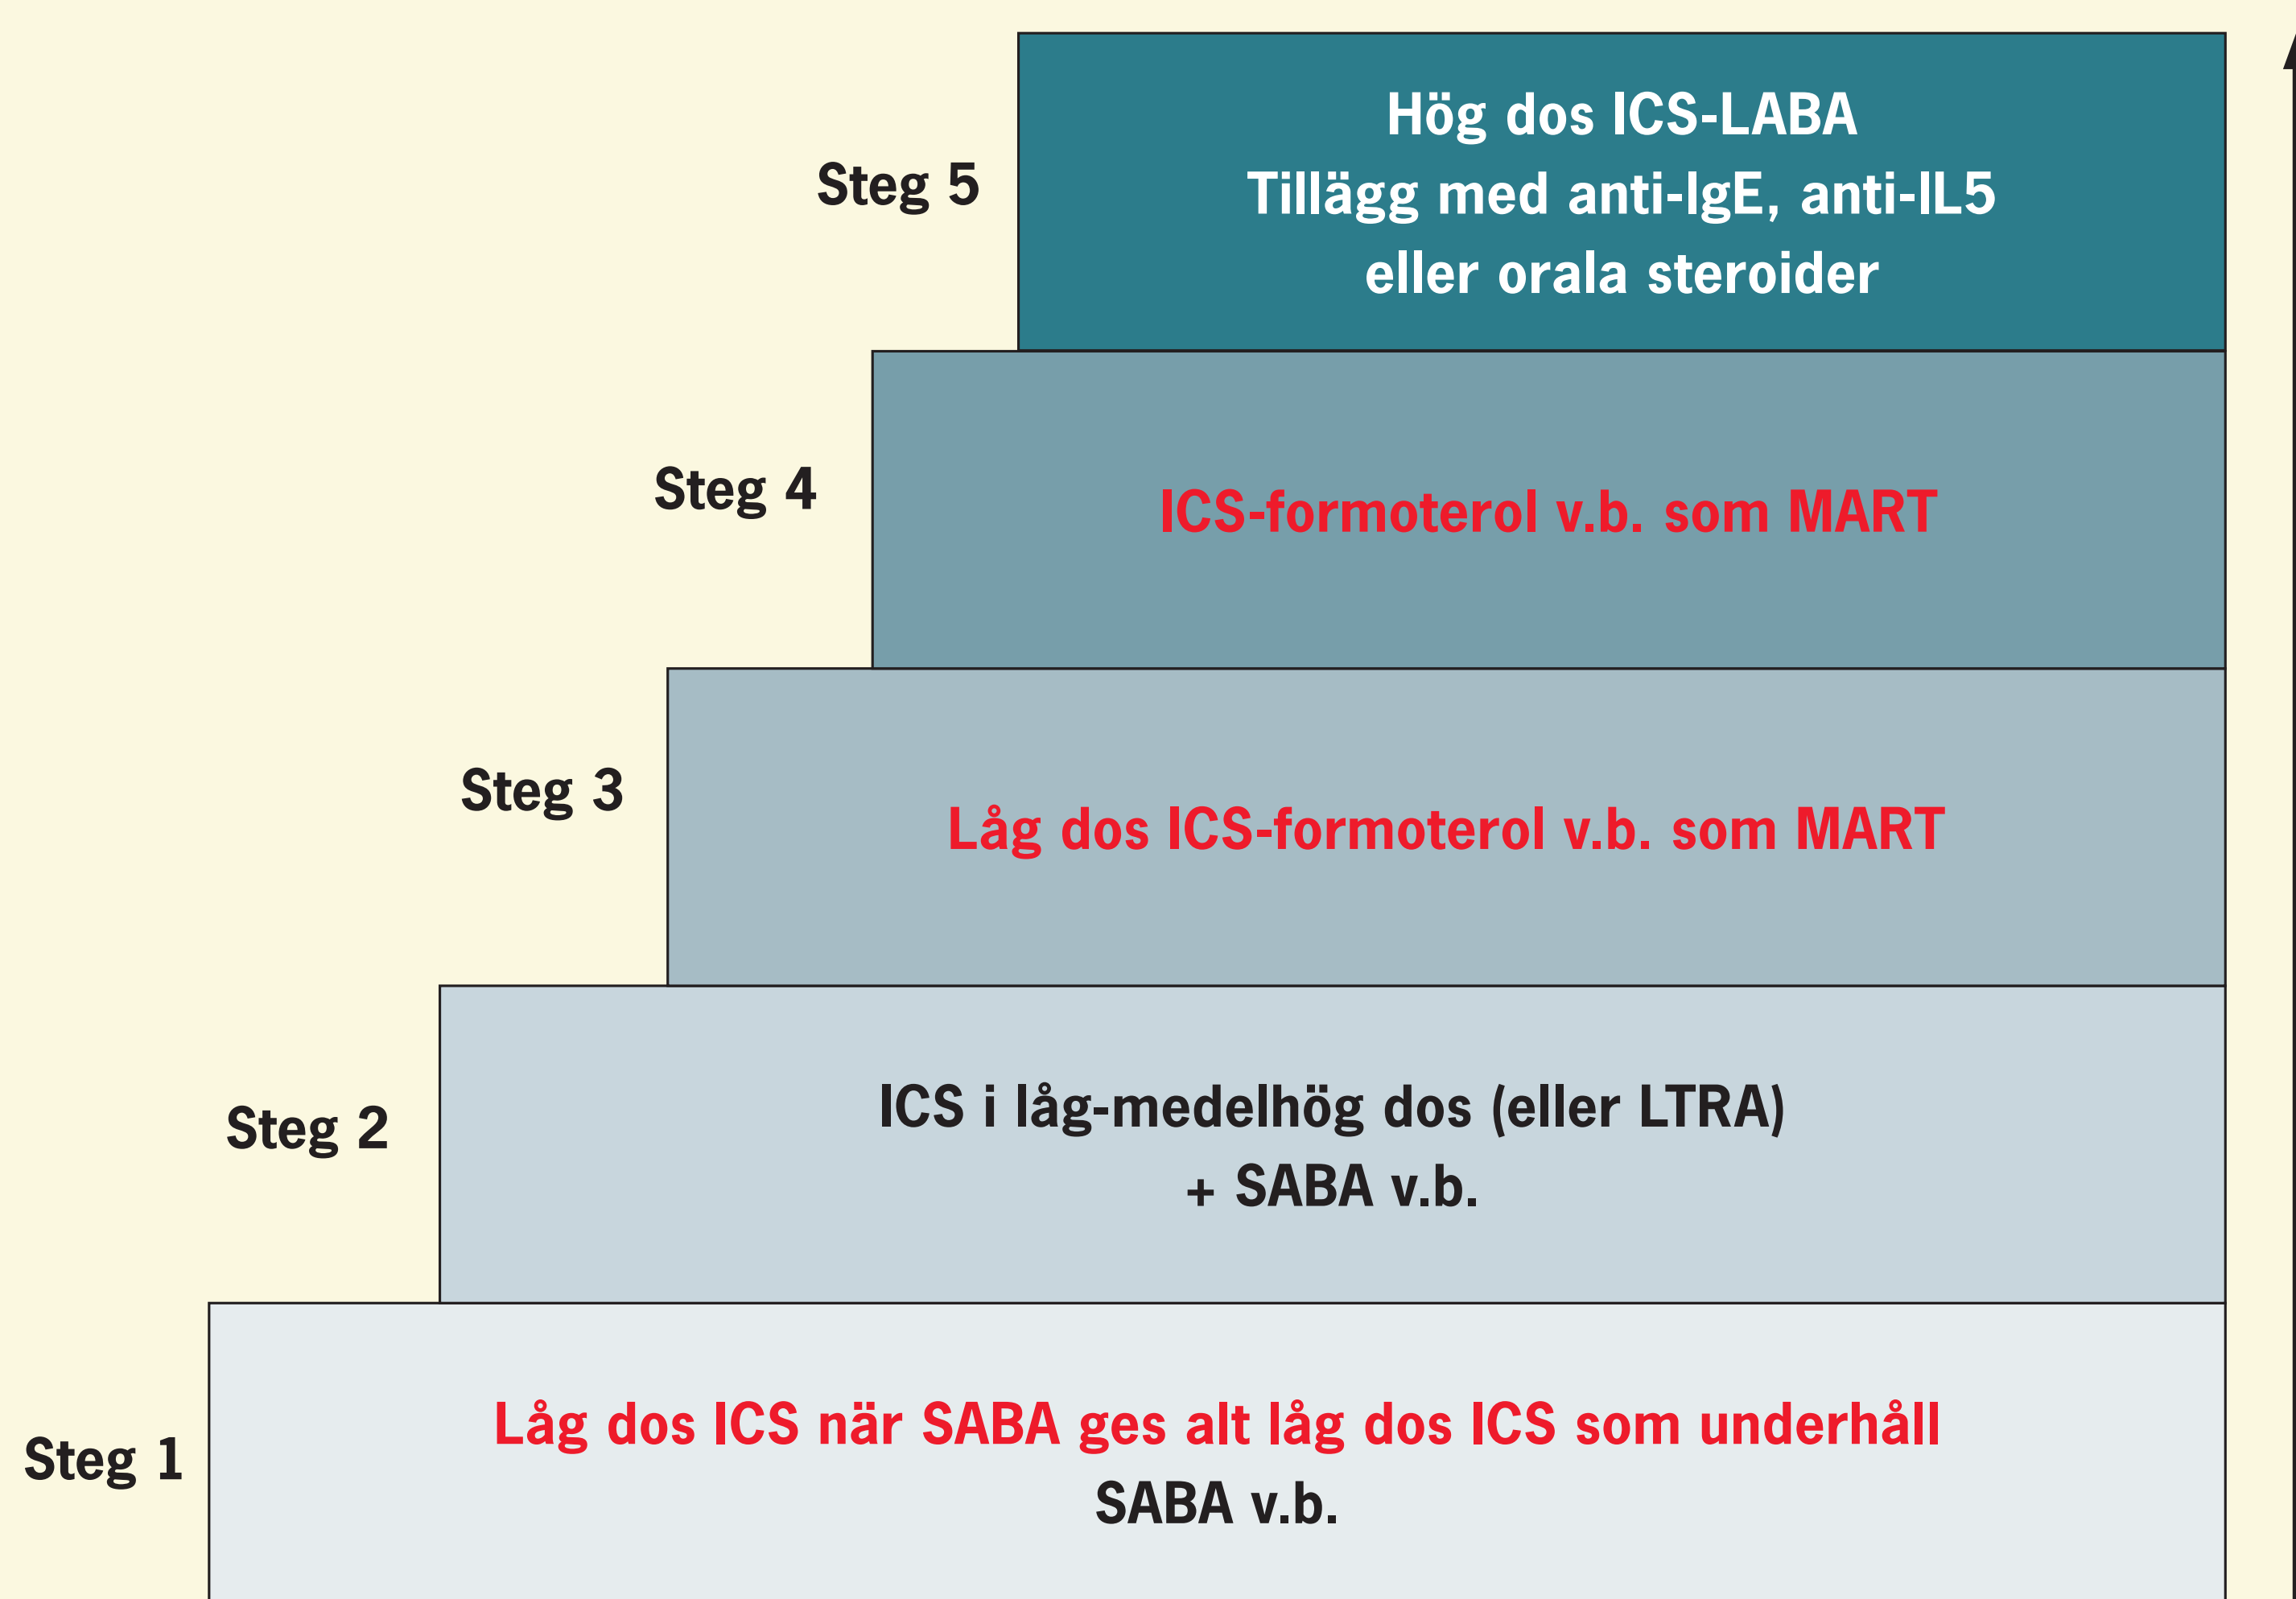 Hög dos ICS-LABA
Tillägg med anti-IgE, anti-IL5
eller orala steroider
Steg 5
ICS-formoterol v.b. som MART
Steg 4
Låg dos ICS-formoterol v.b. som MART
Steg 3
ICS i låg-medelhög dos (eller LTRA)
+ SABA v.b.
Steg 2
Låg dos ICS när SABA ges alt låg dos ICS som underhåll
SABA v.b.
Steg 1